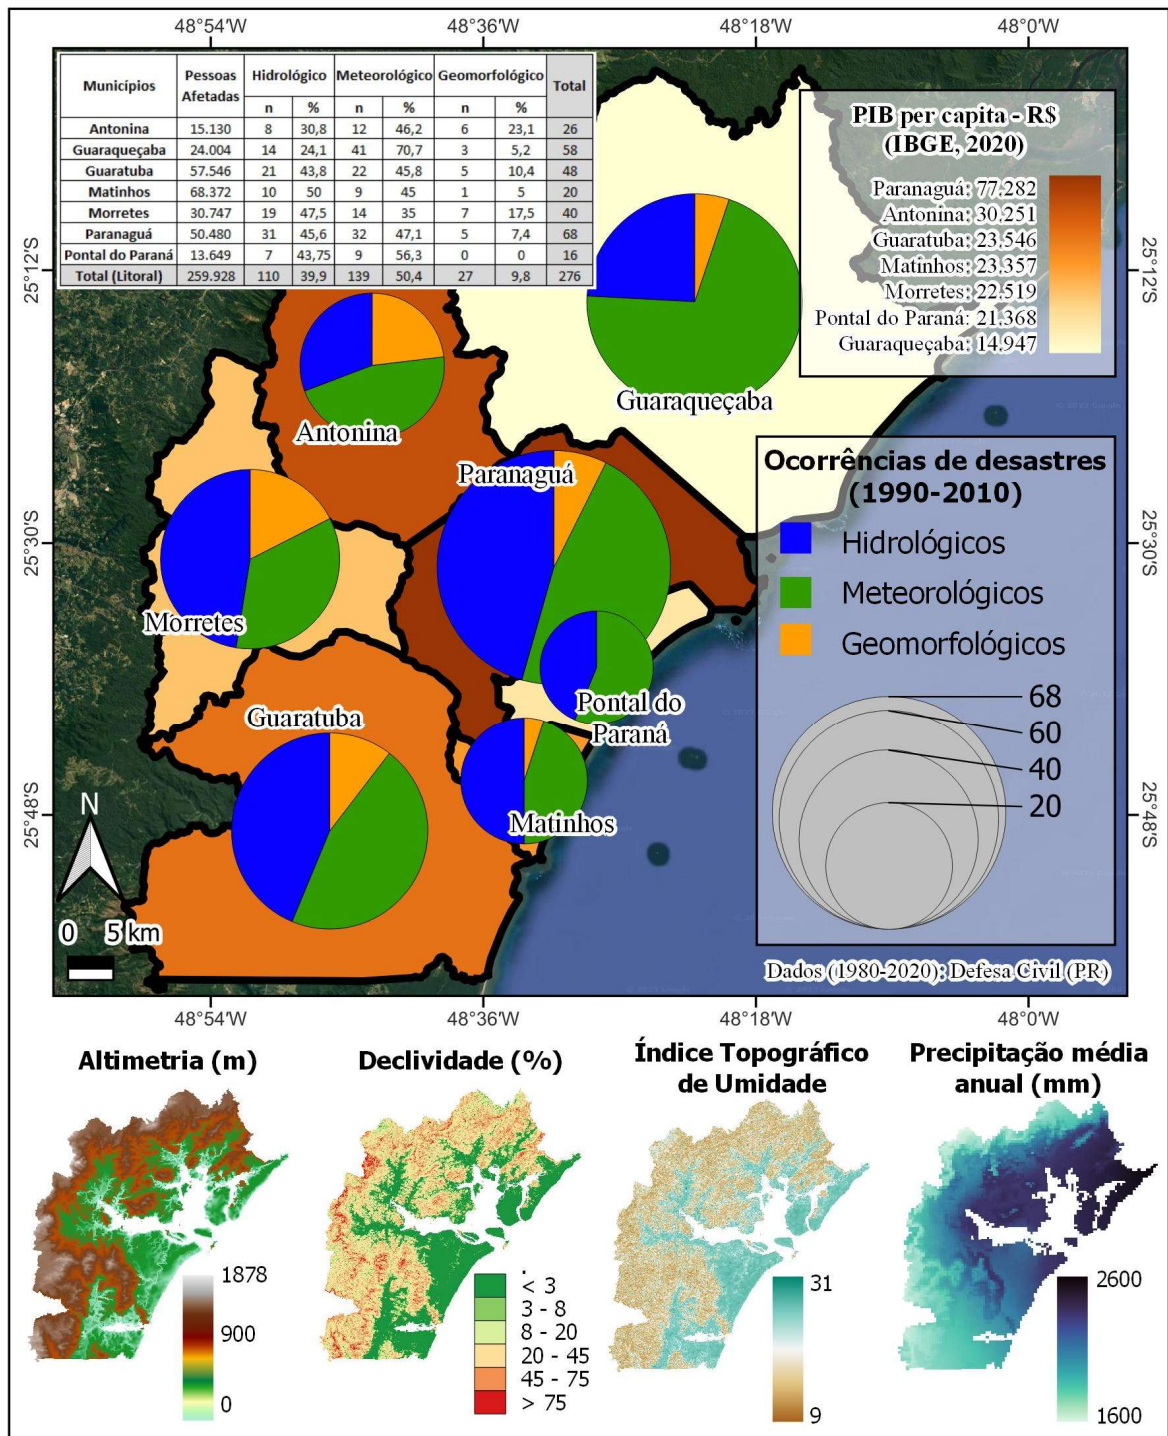 48°54'W 48°36'W 48°18'W 48°0'W
Municípios Pessoas Afetadas Hidrológico Meteorológico Geomorfológico Total
n % n % n %
Antonina 15.130 8 30,8 12 46,2 6 23,1 26
Guaraqueçaba 24.004 14 24,1 41 70,7 3 5,2 58
Guaratuba 57.546 21 43,8 22 45,8 5 10,4 48
Matinhos 68.372 10 50 9 45 1 5 20
Morretes 30.747 19 47,5 14 35 7 17,5 40
Paranaguá 50.480 31 45,6 32 47,1 5 7,4 68
Pontal do Paraná 13.649 7 43,75 9 56,3 0 0 16
Total (Litoral) 259.928 110 39,9 139 50,4 27 9,8 276
PIB per capita - R$
(IBGE, 2020)
Paranaguá: 77.282
Antonina: 30.251
Guaratuba: 23.546
Matinhos: 23.357
Morretes: 22.519
Pontal do Paraná: 21.368
Guaraqueçaba: 14.947
25°12'S 25°12'S
Guaraqueçaba
Antonina
Paranaguá
Morretes
Guaratuba
Pontal do
Paraná
Matinhos
25°30'S 25°30'S
Ocorrências de desastres
(1990-2010)
Hidrológicos
Meteorológicos
Geomorfológicos
68
60
40
20
25°48'S 25°48'S
N
0 5 km
Dados (1980-2020): Defesa Civil (PR)
48°54'W 48°36'W 48°18'W 48°0'W
Altimetria (m)
1878
900
0
Declividade (%)
< 3
3 - 8
8 - 20
20 - 45
45 - 75
> 75
Índice Topográfico
de Umidade
31
9
Precipitação média
anual (mm)
2600
1600